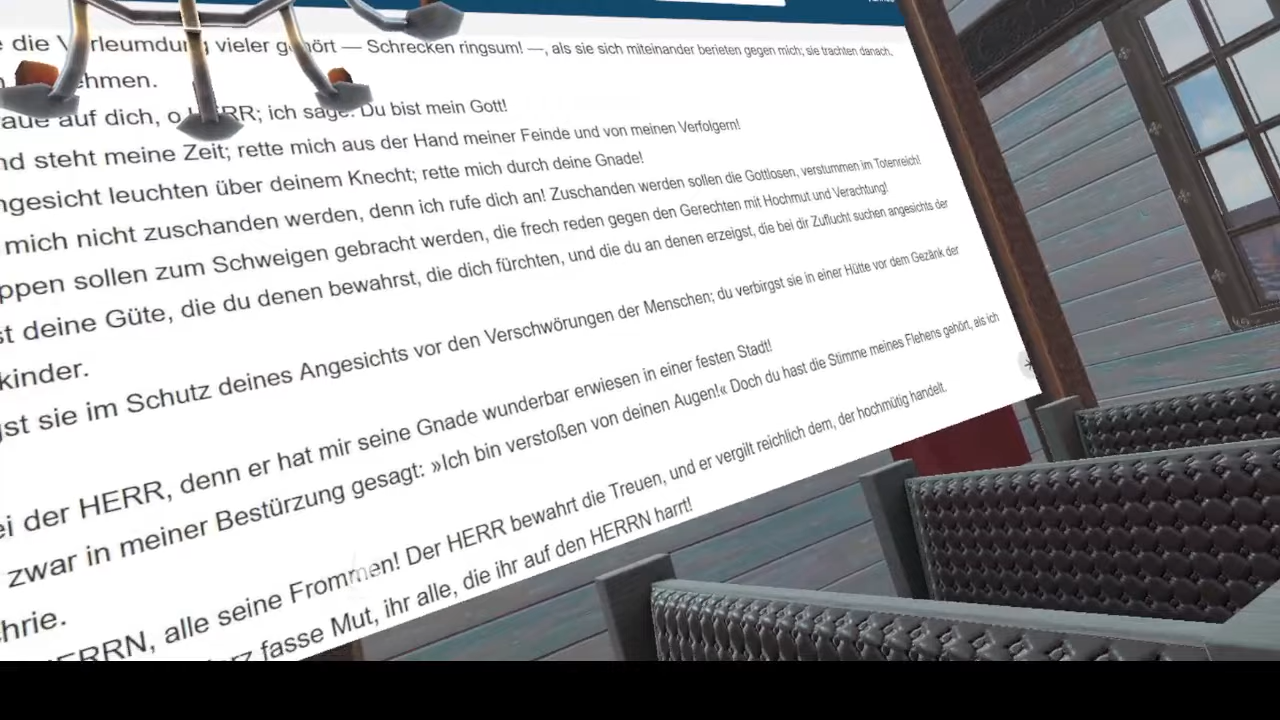 die Verleumdung vieler gehört — Schrecken ringsum! —, als sie sich miteinander berieten gegen mich; sie trachten danach,
ehmen.
aue auf dich, o HERR; ich sage: Du bist mein Gott!
nd steht meine Zeit; rette mich aus der Hand meiner Feinde und von meinen Verfolgern!
ngesicht leuchten über deinem Knecht; rette mich durch deine Gnade!
mich nicht zuschanden werden, denn ich rufe dich an! Zuschanden werden sollen die Gottlosen, verstummen im Totenreich!
ppen sollen zum Schweigen gebracht werden, die frech reden gegen den Gerechten mit Hochmut und Verachtung!
st deine Güte, die du denen bewahrst, die dich fürchten, und die du an denen erzeigst, die bei dir Zuflucht suchen angesichts der
kinder.
gst sie im Schutz deines Angesichts vor den Verschwörungen der Menschen; du verbirgst sie in einer Hütte vor dem Gezänk der
ei der HERR, denn er hat mir seine Gnade wunderbar erwiesen in einer festen Stadt!
zwar in meiner Bestürzung gesagt: »Ich bin verstoßen von deinen Augen!« Doch du hast die Stimme meines Flehens gehört, als ich
hrie.
HERRN, alle seine Frommen! Der HERR bewahrt die Treuen, und er vergilt reichlich dem, der hochmütig handelt.
rz fasse Mut, ihr alle, die ihr auf den HERRN harrt!